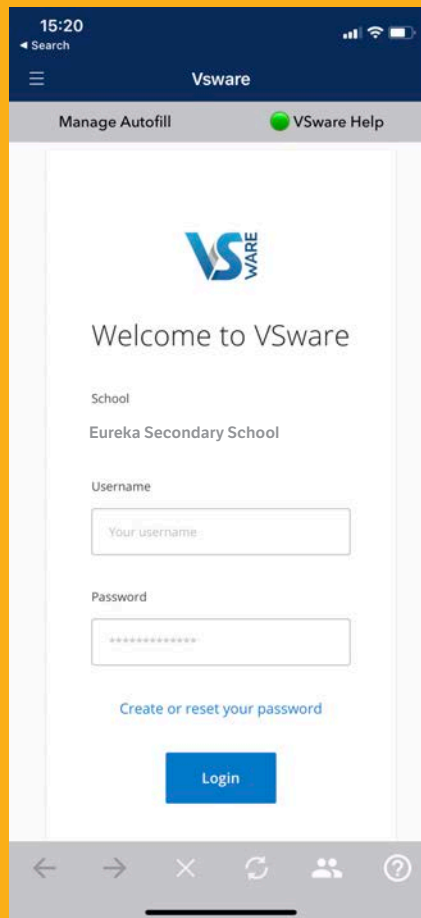 15:20
◄ Search
Vsware
Manage Autofill
VSware Help
VS WARE
Welcome to VSware
School
Eureka Secondary School
Username
Your username
Password
*************
Create or reset your password
Login